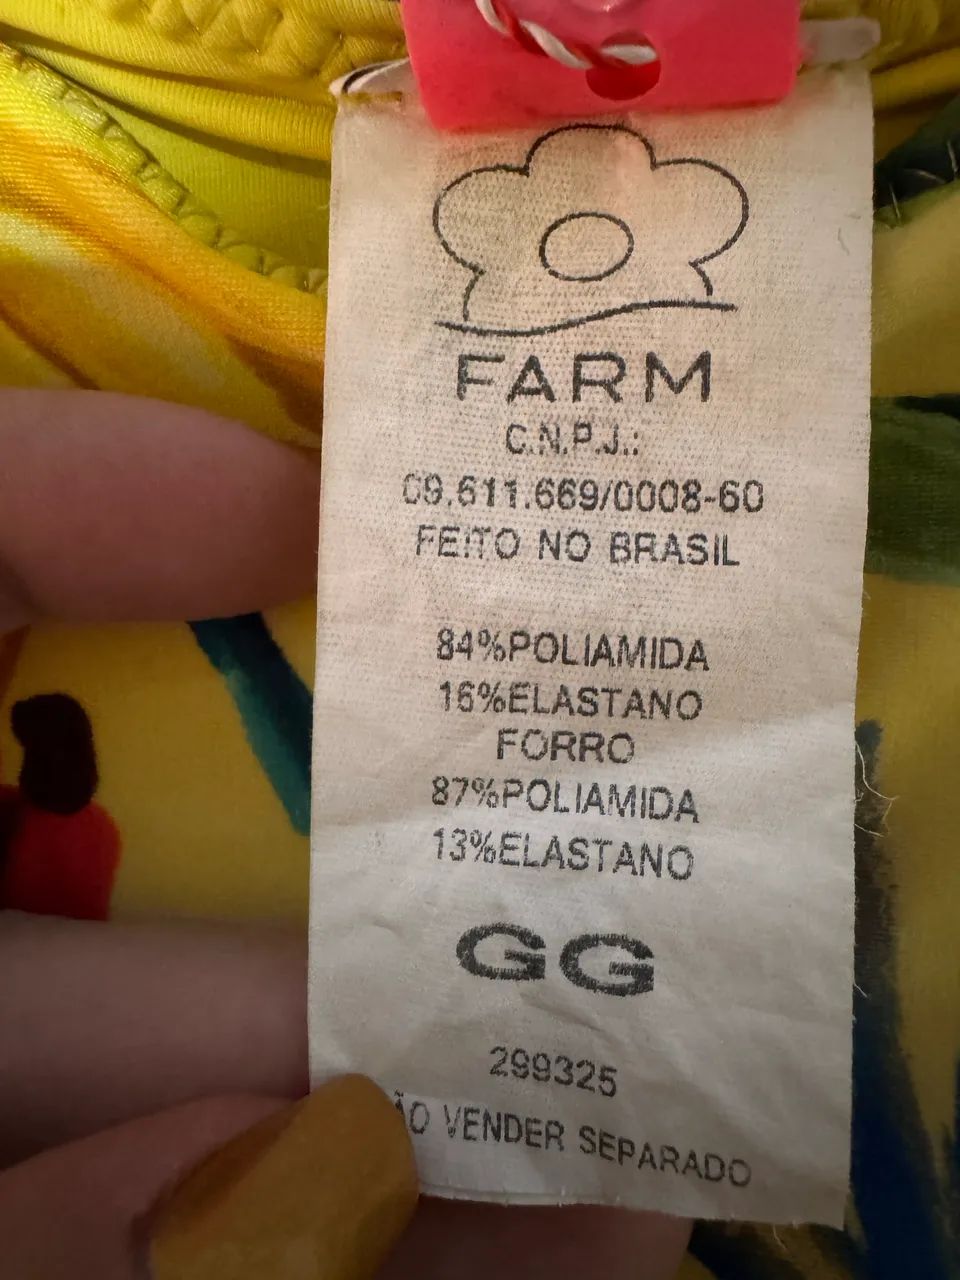 FARM
C.N.P.J.:
09.611.669/0008-60
FEITO NO BRASIL
84%POLIAMIDA
16%ELASTANO
FORRO
87%POLIAMIDA
13%ELASTANO
GG
299325
ÃO VENDER SEPARADO